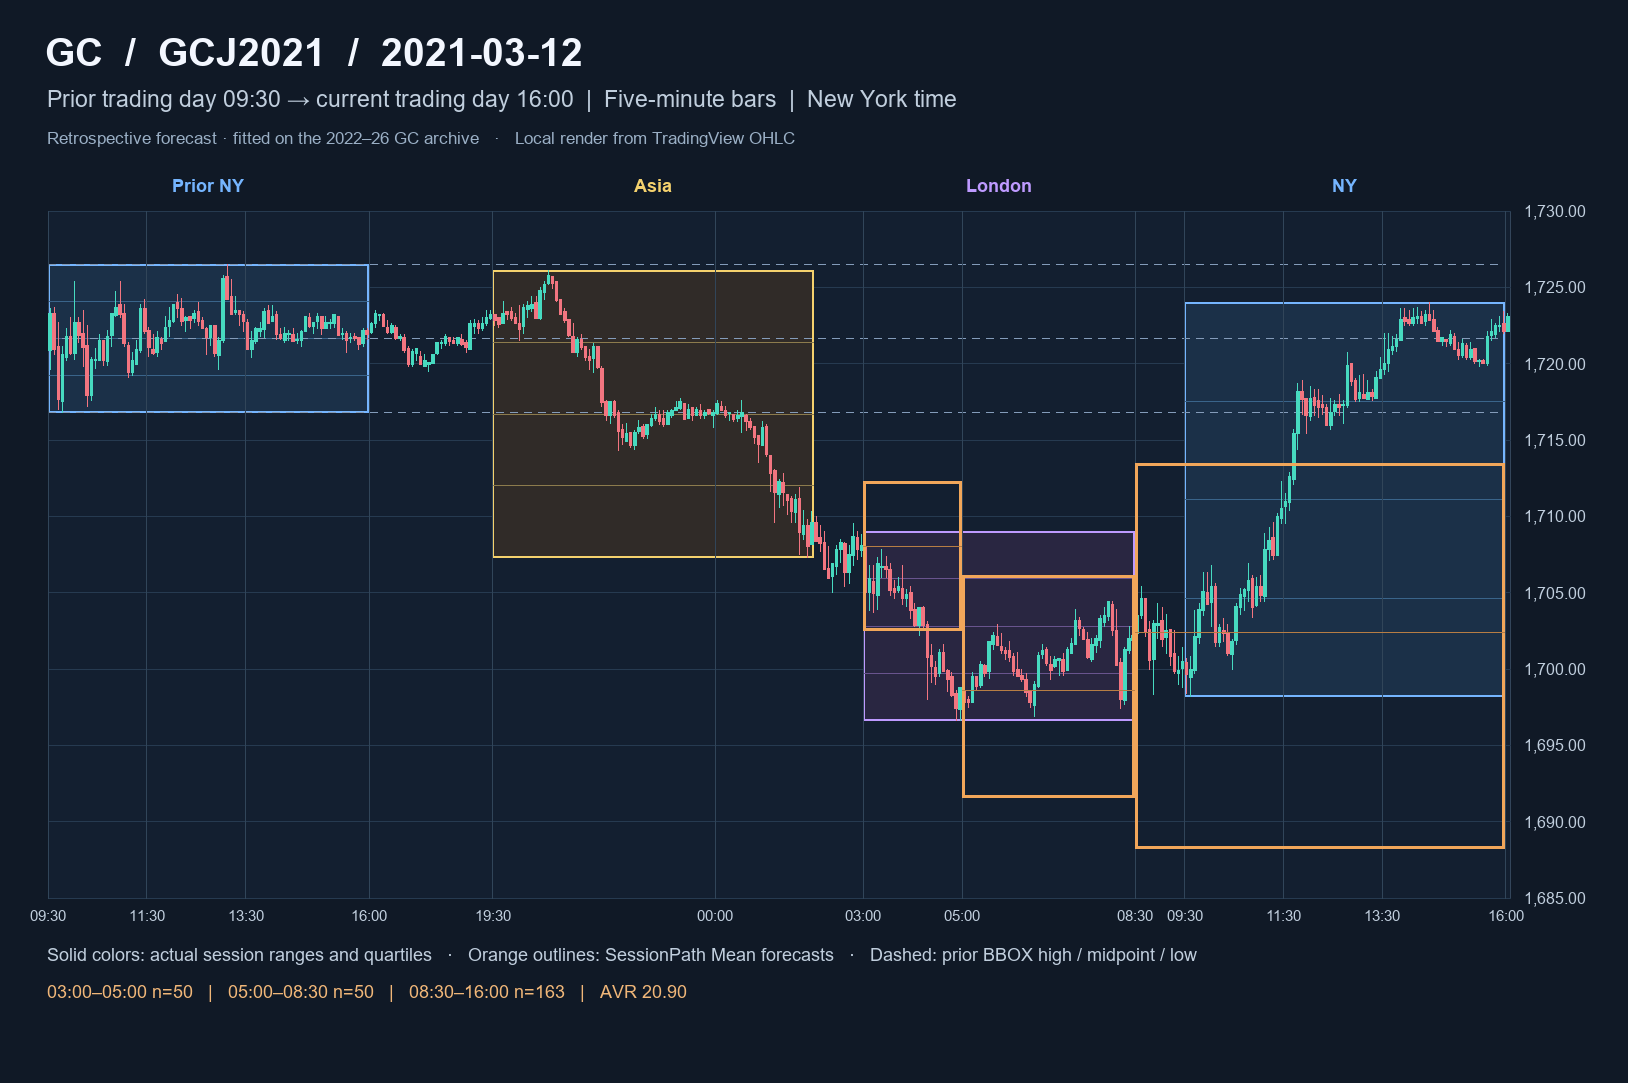 GC / GCJ2021 / 2021-03-12
Prior trading day 09:30 → current trading day 16:00 | Five-minute bars | New York time
Retrospective forecast · fitted on the 2022–26 GC archive · Local render from TradingView OHLC
Prior NY Asia London NY
1,730.00
1,725.00
1,720.00
1,715.00
1,710.00
1,705.00
1,700.00
1,695.00
1,690.00
1,685.00
09:30 11:30 13:30 16:00 19:30 00:00 03:00 05:00 08:30 09:30 11:30 13:30 16:00
Solid colors: actual session ranges and quartiles · Orange outlines: SessionPath Mean forecasts · Dashed: prior BBOX high / midpoint / low
03:00–05:00 n=50 | 05:00–08:30 n=50 | 08:30–16:00 n=163 | AVR 20.90